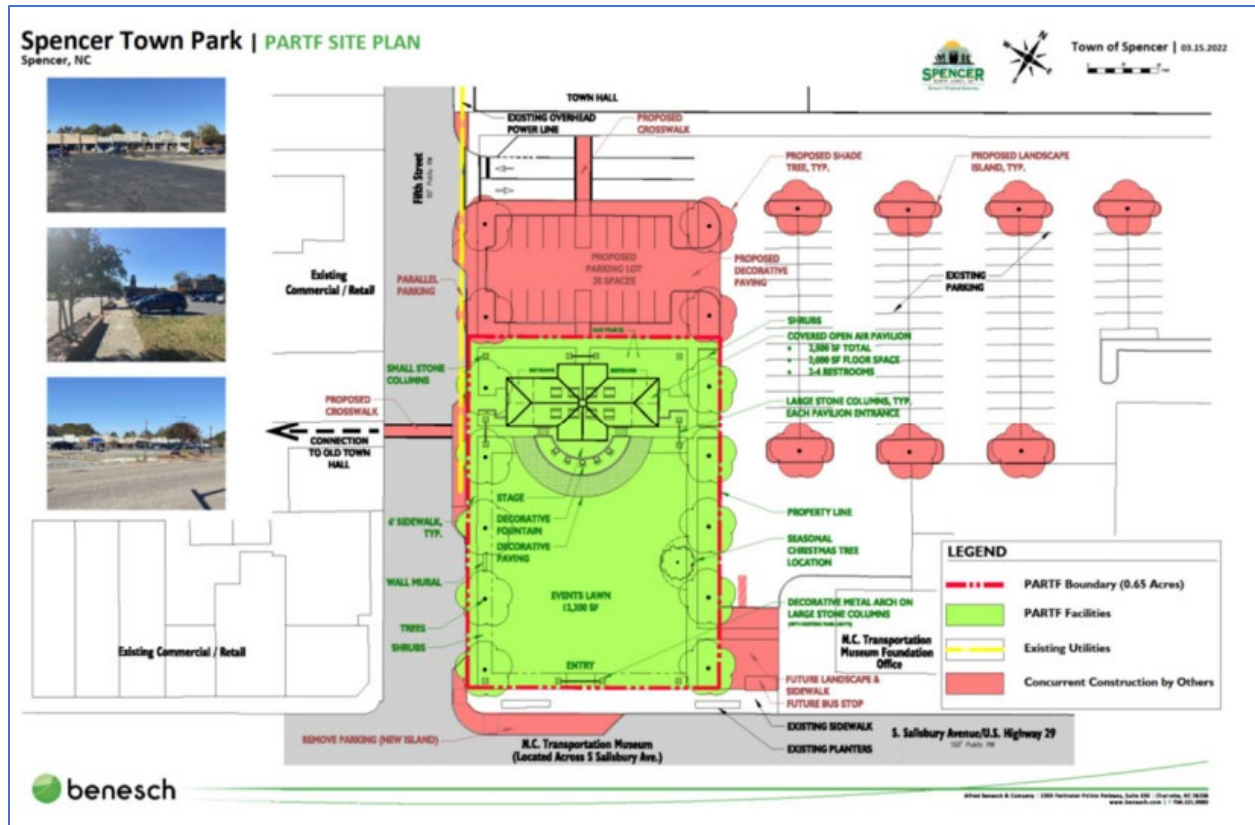 Spencer Town Park | PARTF SITE PLAN
Spencer, NC
SPENCER
Town of Spencer | 03.15.2022
TOWN HALL
EXISTING OVERHEAD
POWER LINE
PROPOSED
CROSSWALK
PROPOSED SHADE
TREE, TYP.
PROPOSED LANDSCAPE
ISLAND, TYP.
Fifth Street
Existing
Commercial / Retail
PARALLEL
PARKING
PROPOSED
PARKING LOT
20 SPACES
PROPOSED
DECORATIVE
PAVING
EXISTING
PARKING
SMALL STONE
COLUMNS
SHRUBS
COVERED OPEN AIR PAVILION
• 2,500 SF TOTAL
• 2,000 SF FLOOR SPACE
• 2-4 RESTROOMS
PROPOSED
CROSSWALK
LARGE STONE COLUMNS, TYP.
EACH PAVILION ENTRANCE
CONNECTION
TO OLD TOWN
HALL
STAGE
DECORATIVE
FOUNTAIN
DECORATIVE
PAVING
6' SIDEWALK,
TYP.
PROPERTY LINE
SEASONAL
CHRISTMAS TREE
LOCATION
WALL MURAL
EVENTS LAWN
12,300 SF
DECORATIVE METAL ARCH ON
LARGE STONE COLUMNS
TREES
SHRUBS
ENTRY
Existing Commercial / Retail
N.C. Transportation
Museum Foundation
Office
FUTURE LANDSCAPE &
SIDEWALK
FUTURE BUS STOP
EXISTING SIDEWALK
EXISTING PLANTERS
REMOVE PARKING (NEW ISLAND)
N.C. Transportation Museum
(Located Across S Salisbury Ave.)
S. Salisbury Avenue/U.S. Highway 29
LEGEND
PARTF Boundary (0.65 Acres)
PARTF Facilities
Existing Utilities
Concurrent Construction by Others
benesch
www.benesch.com